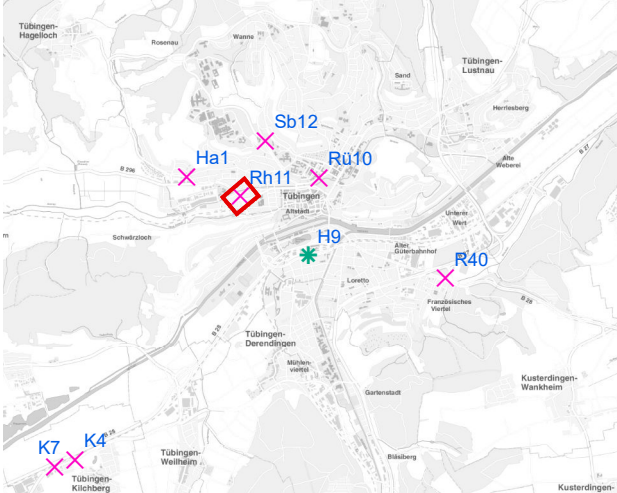 Tübingen-
Hagelloch
Rosenau
Wanne
Sand
Tübingen-
Lustnau
Herrlesberg
Sb12
B 27
B 296
Ha1
Rü10
Alte
Weberei
Rh11
Tübingen
Altstadt
Unterer
Wert
Schwärzloch
H9
Alter
Güterbahnhof
R40
Loretto
B 28
Französisches
Viertel
B 28
Tübingen-
Derendingen
Mühlen-
viertel
Kusterdingen-
Wankheim
Gartenstadt
B 28
K7
K4
Tübingen-
Weilheim
Bläsiberg
Tübingen-
Kilchberg
Kusterdingen-